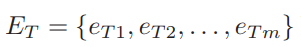 E_T = {e_{T1}, e_{T2}, . . . , e_{Tm}}